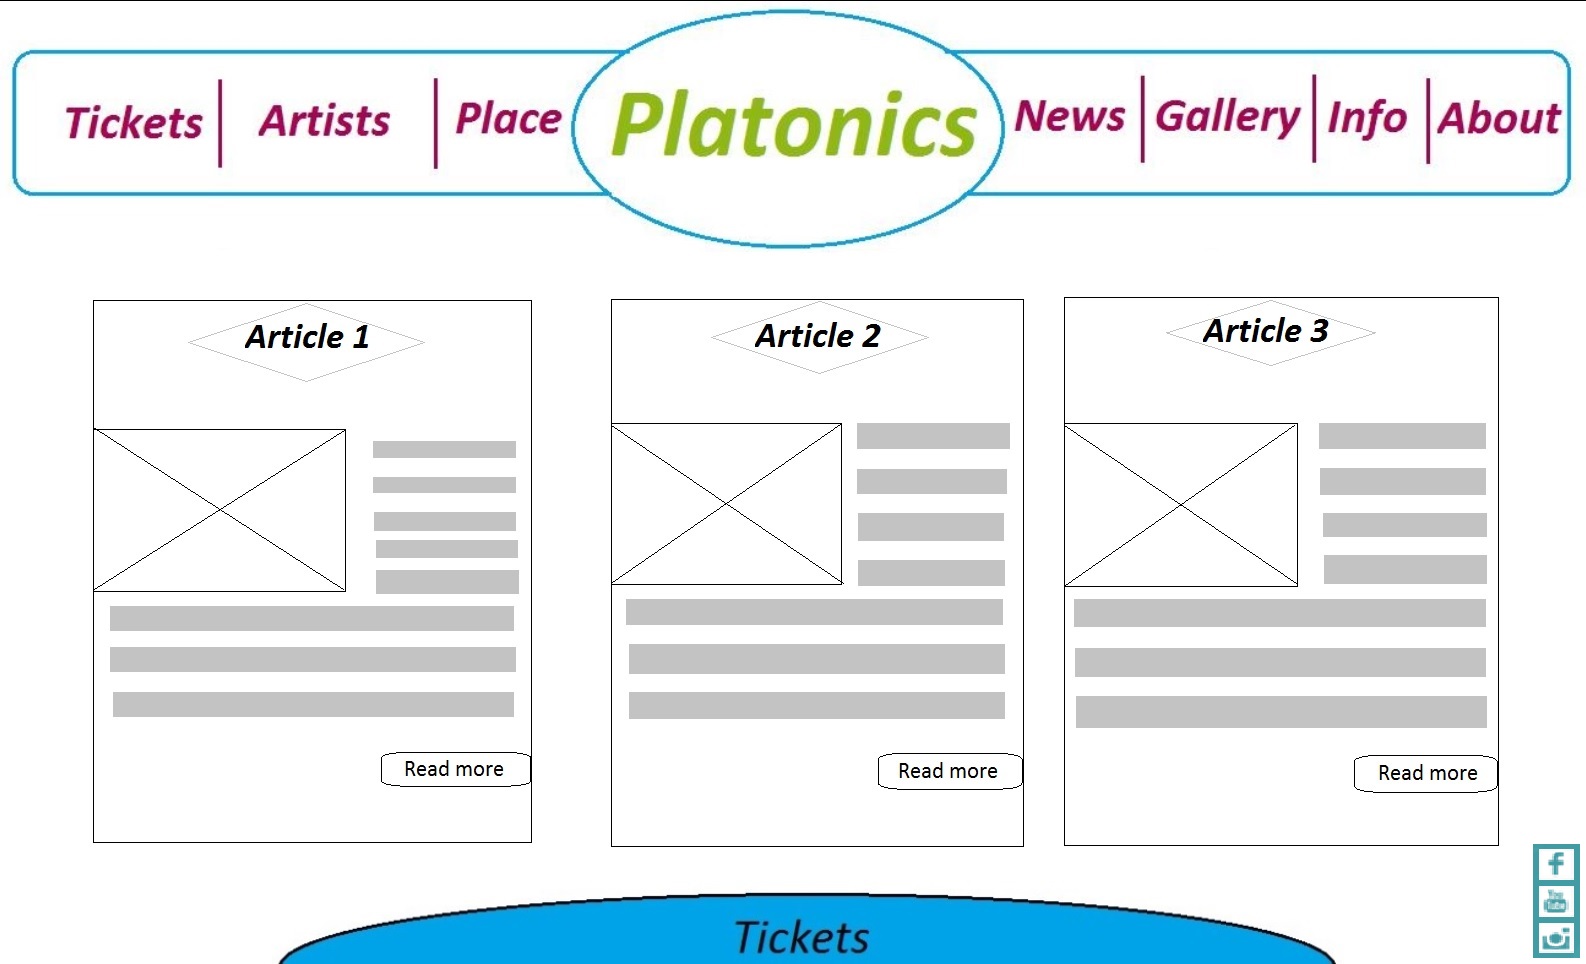 Tickets
Artists
Place
Platonics
News
Gallery
Info
About
Article 1
Article 2
Article 3
Read more
Read more
Read more
You
Tube
Tickets